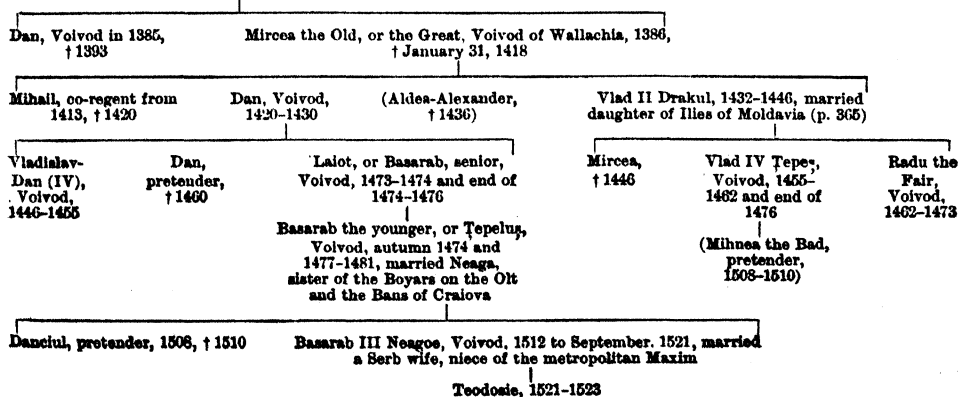 Dan, Voivod in 1385,
† 1393
Mircea the Old, or the Great, Voivod of Wallachia, 1386,
† January 31, 1418
Mihail, co-regent from
1413, † 1420
Dan, Voivod,
1420–1430
(Aldea-Alexander,
† 1436)
Vlad II Drakul, 1432–1446, married
daughter of Ilies of Moldavia (p. 365)
Vladislav-
Dan (IV),
Voivod,
1446–1455
Dan,
pretender,
† 1460
Laiot, or Basarab, senior,
Voivod, 1473–1474 and end of
1474–1476
Mircea,
† 1446
Vlad IV Tepeş,
Voivod, 1455–
1462 and end of
1476
Radu the
Fair,
Voivod,
1462–1473
Basarab the younger, or Ţepeluş,
Voivod, autumn 1474 and
1477–1481, married Neaga,
sister of the Boyars on the Olt
and the Bans of Craiova
(Mihnea the Bad,
pretender,
1508–1510)
Danciul, pretender, 1508, † 1510
Basarab III Neagoe, Voivod, 1512 to September. 1521, married
a Serb wife, niece of the metropolitan Maxim
Teodosie, 1521–1523